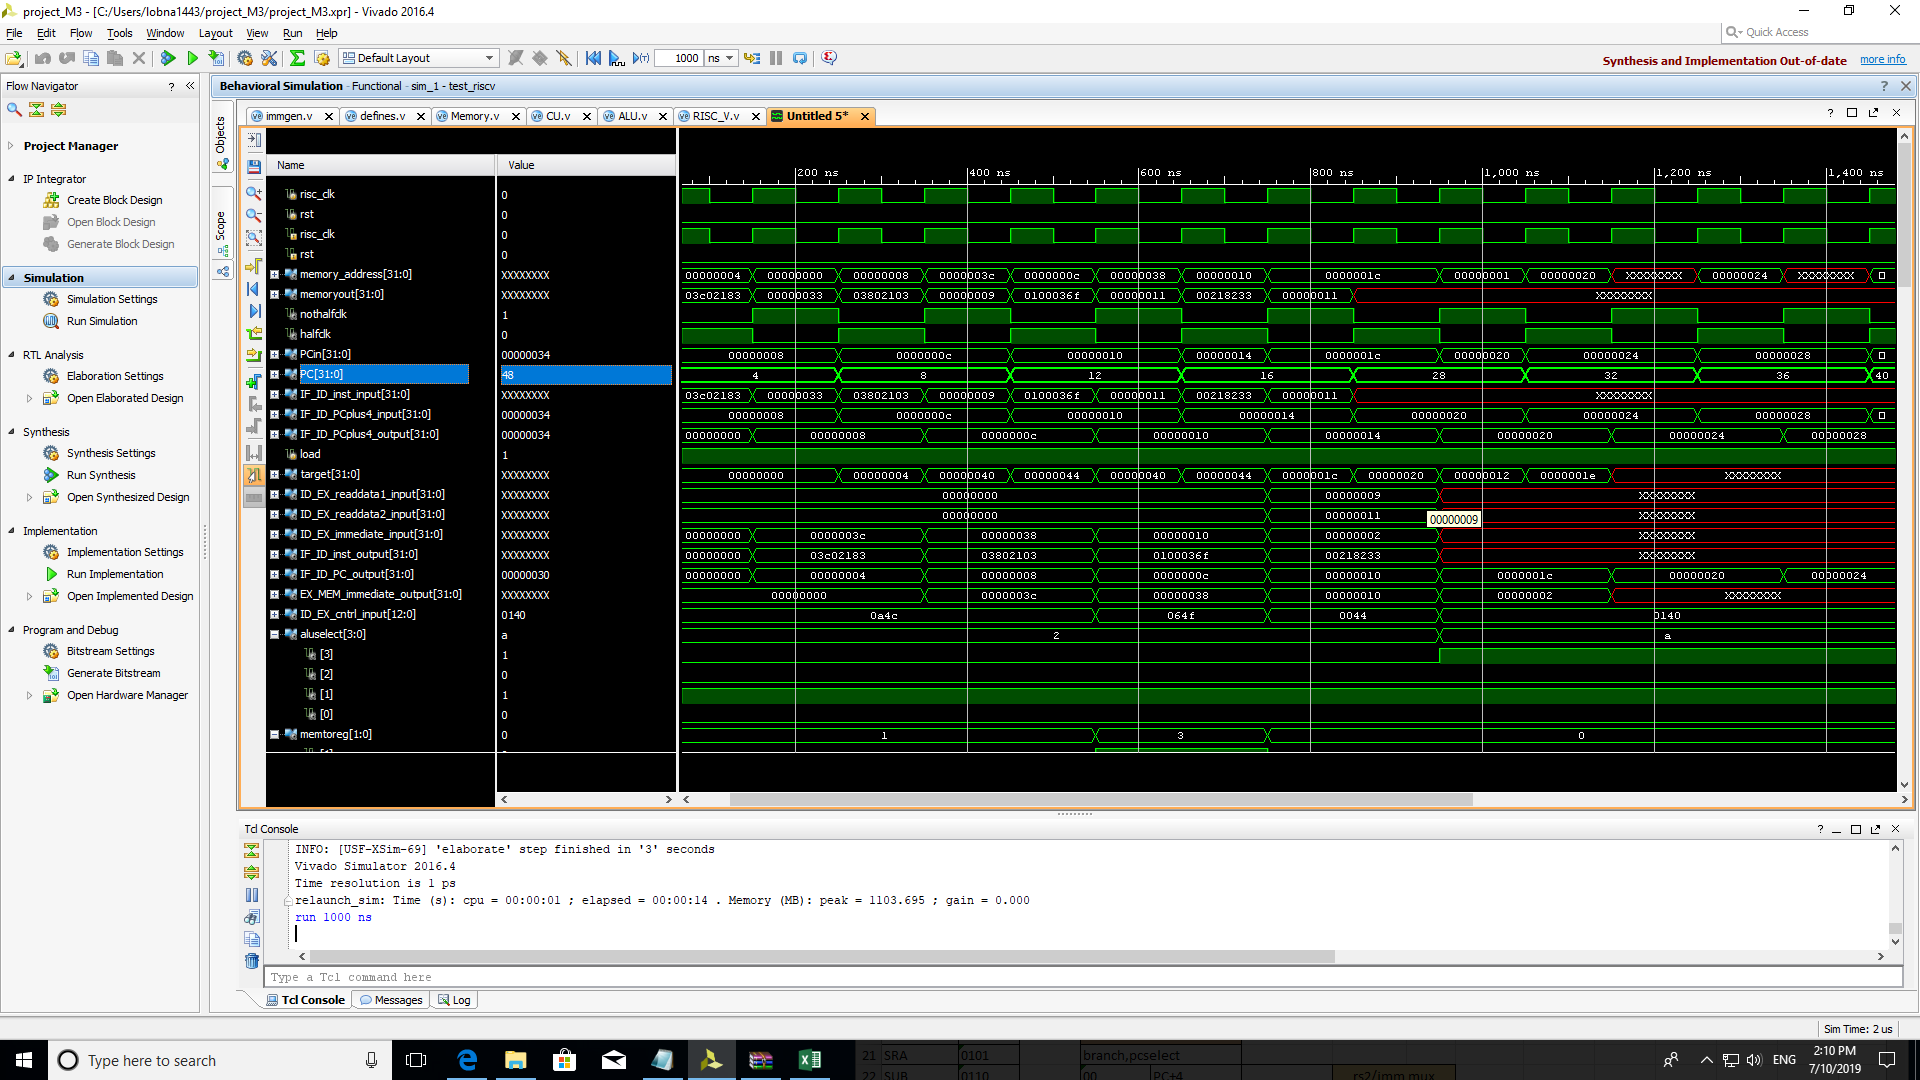 project_M3 - [C:/Users/lobna1443/project_M3/project_M3.xpr] - Vivado 2016.4
File Edit Flow Tools Window Layout View Run Help
Quick Access
Default Layout 1000 ns
Synthesis and Implementation Out-of-date more info
Flow Navigator ? «
Project Manager
IP Integrator
Create Block Design
Open Block Design
Generate Block Design
Simulation
Simulation Settings
Run Simulation
RTL Analysis
Elaboration Settings
Open Elaborated Design
Synthesis
Synthesis Settings
Run Synthesis
Open Synthesized Design
Implementation
Implementation Settings
Run Implementation
Open Implemented Design
Program and Debug
Bitstream Settings
Generate Bitstream
Open Hardware Manager
Behavioral Simulation - Functional - sim_1 - test_riscv
Objects
Scope
immgen.v defines.v Memory.v CU.v ALU.v RISC_V.v Untitled 5*
Name Value
200 ns 400 ns 600 ns 800 ns 1,000 ns 1,200 ns 1,400 ns
risc_clk 0
rst 0
risc_clk 0
rst 0
memory_address[31:0] XXXXXXXX 00000004 00000000 00000008 0000003c 0000000c 00000038 00000010 0000001c 00000001 00000020 XXXXXXXX 00000024 XXXXXXXX
memoryout[31:0] XXXXXXXX 03c02183 00000033 03802103 00000009 0100036f 00000011 00218233 00000011 XXXXXXXX
nothalfclk 1
halfclk 0
PCin[31:0] 00000034 00000008 0000000c 00000010 00000014 0000001c 00000020 00000024 00000028
PC[31:0] 48 4 8 12 16 28 32 36 40
IF_ID_inst_input[31:0] XXXXXXXX 03c02183 00000033 03802103 00000009 0100036f 00000011 00218233 00000011 XXXXXXXX
IF_ID_PCplus4_input[31:0] 00000034 00000008 0000000c 00000010 00000014 00000020 00000024 00000028
IF_ID_PCplus4_output[31:0] 00000034 00000000 00000008 0000000c 00000010 00000014 00000020 00000024 00000028
load 1
target[31:0] XXXXXXXX 00000000 00000004 00000040 00000044 00000040 00000044 0000001c 00000020 00000012 0000001e XXXXXXXX
ID_EX_readdata1_input[31:0] XXXXXXXX 00000000 00000009 XXXXXXXX
ID_EX_readdata2_input[31:0] XXXXXXXX 00000000 00000011 00000009 XXXXXXXX
ID_EX_immediate_input[31:0] XXXXXXXX 00000000 0000003c 00000038 00000010 00000002 XXXXXXXX
IF_ID_inst_output[31:0] XXXXXXXX 00000000 03c02183 03802103 0100036f 00218233 XXXXXXXX
IF_ID_PC_output[31:0] 00000030 00000000 00000004 00000008 0000000c 00000010 0000001c 00000020 00000024
EX_MEM_immediate_output[31:0] XXXXXXXX 00000000 0000003c 00000038 00000010 00000002 XXXXXXXX
ID_EX_cntrl_input[12:0] 0140 0a4c 064f 0044 0140
aluselect[3:0] a 2 a
[3] 1
[2] 0
[1] 1
[0] 0
memtoreg[1:0] 0 1 3 0
Tcl Console
INFO: [USF-XSim-69] 'elaborate' step finished in '3' seconds
Vivado Simulator 2016.4
Time resolution is 1 ps
relaunch_sim: Time (s): cpu = 00:00:01 ; elapsed = 00:00:14 . Memory (MB): peak = 1103.695 ; gain = 0.000
run 1000 ns
Type a Tcl command here
Tcl Console Messages Log
Sim Time: 2 us
Type here to search
21 SRA 0101 branch,pcselect
22 SUB 0110 00 PC+4 rs2/imm mux
ENG
2:10 PM
7/10/2019